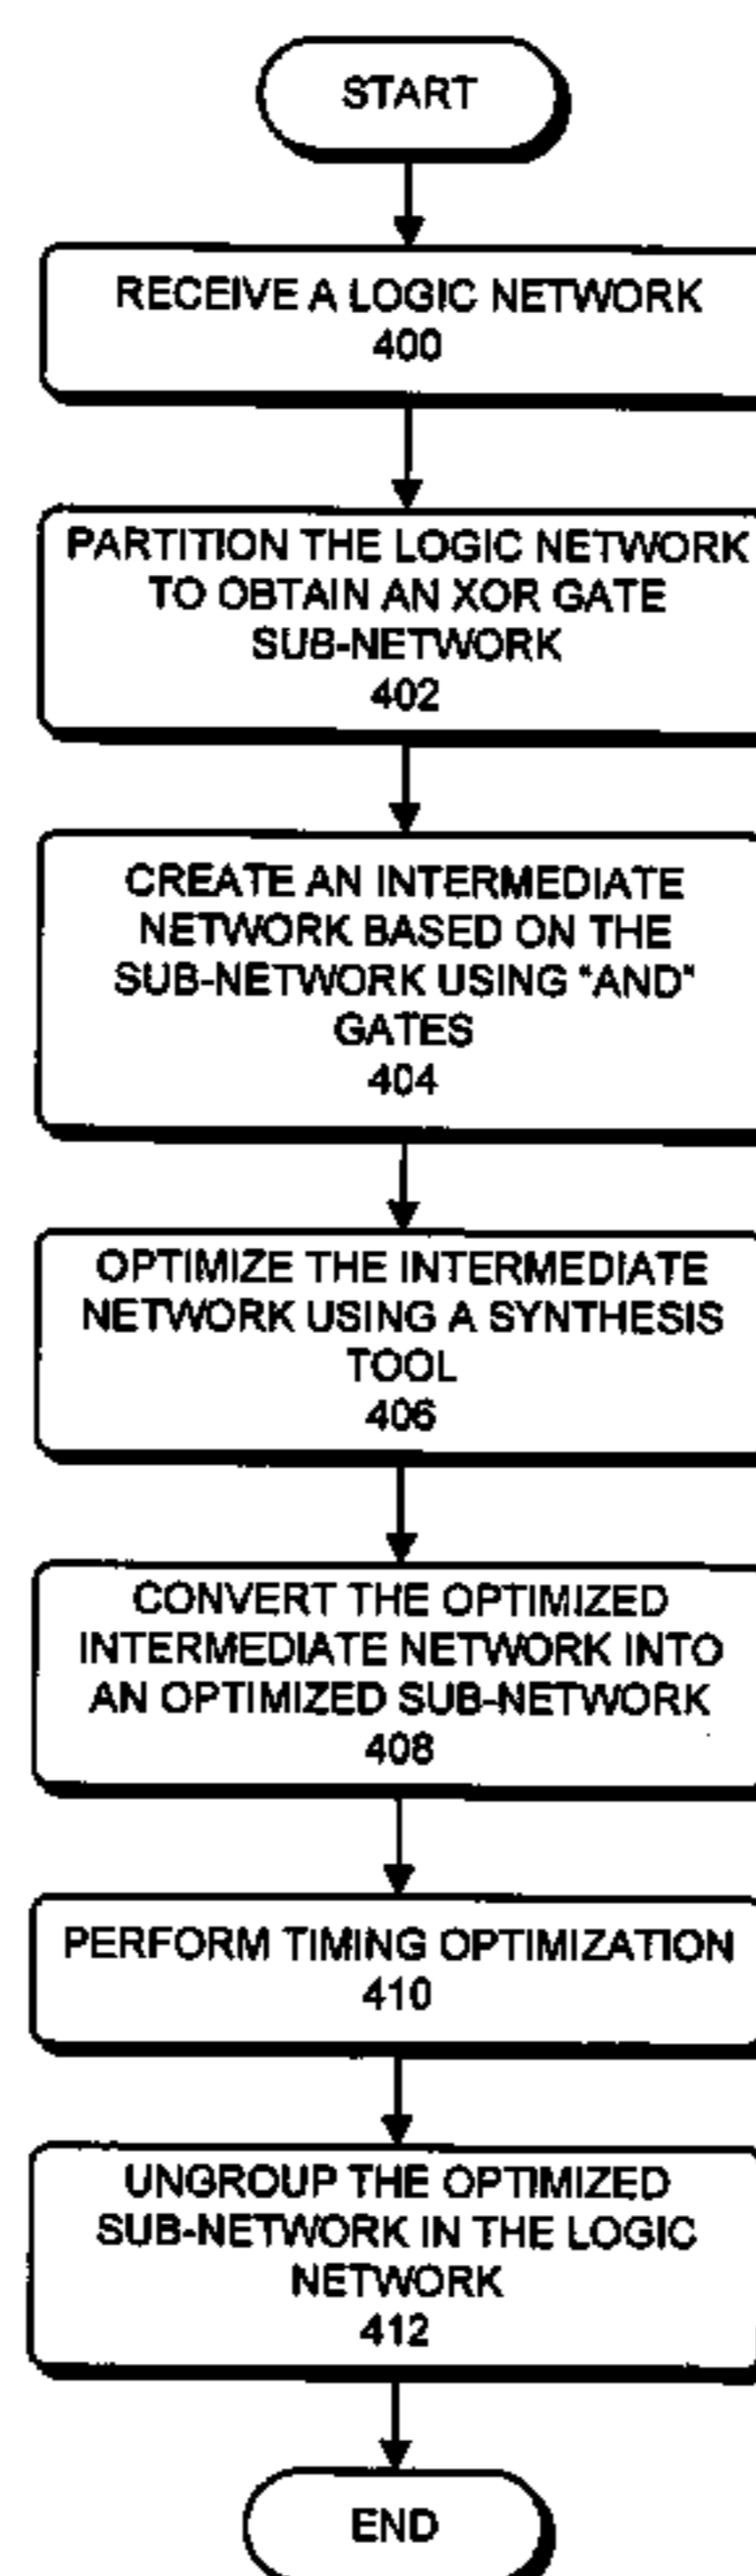 START
RECEIVE A LOGIC NETWORK
400
PARTITION THE LOGIC NETWORK
TO OBTAIN AN XOR GATE
SUB-NETWORK
402
CREATE AN INTERMEDIATE
NETWORK BASED ON THE
SUB-NETWORK USING "AND"
GATES
404
OPTIMIZE THE INTERMEDIATE
NETWORK USING A SYNTHESIS
TOOL
406
CONVERT THE OPTIMIZED
INTERMEDIATE NETWORK INTO
AN OPTIMIZED SUB-NETWORK
408
PERFORM TIMING OPTIMIZATION
410
UNGROUP THE OPTIMIZED
SUB-NETWORK IN THE LOGIC
NETWORK
412
END